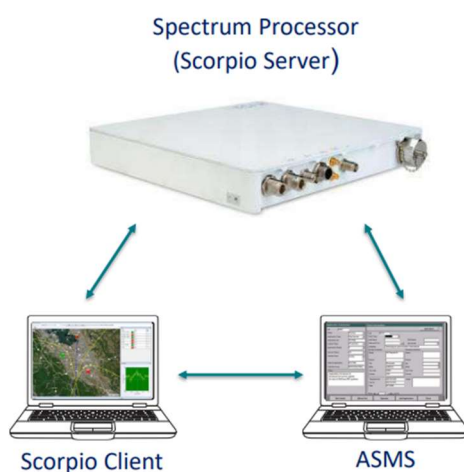 Spectrum Processor
(Scorpio Server)
Scorpio Client
ASMS